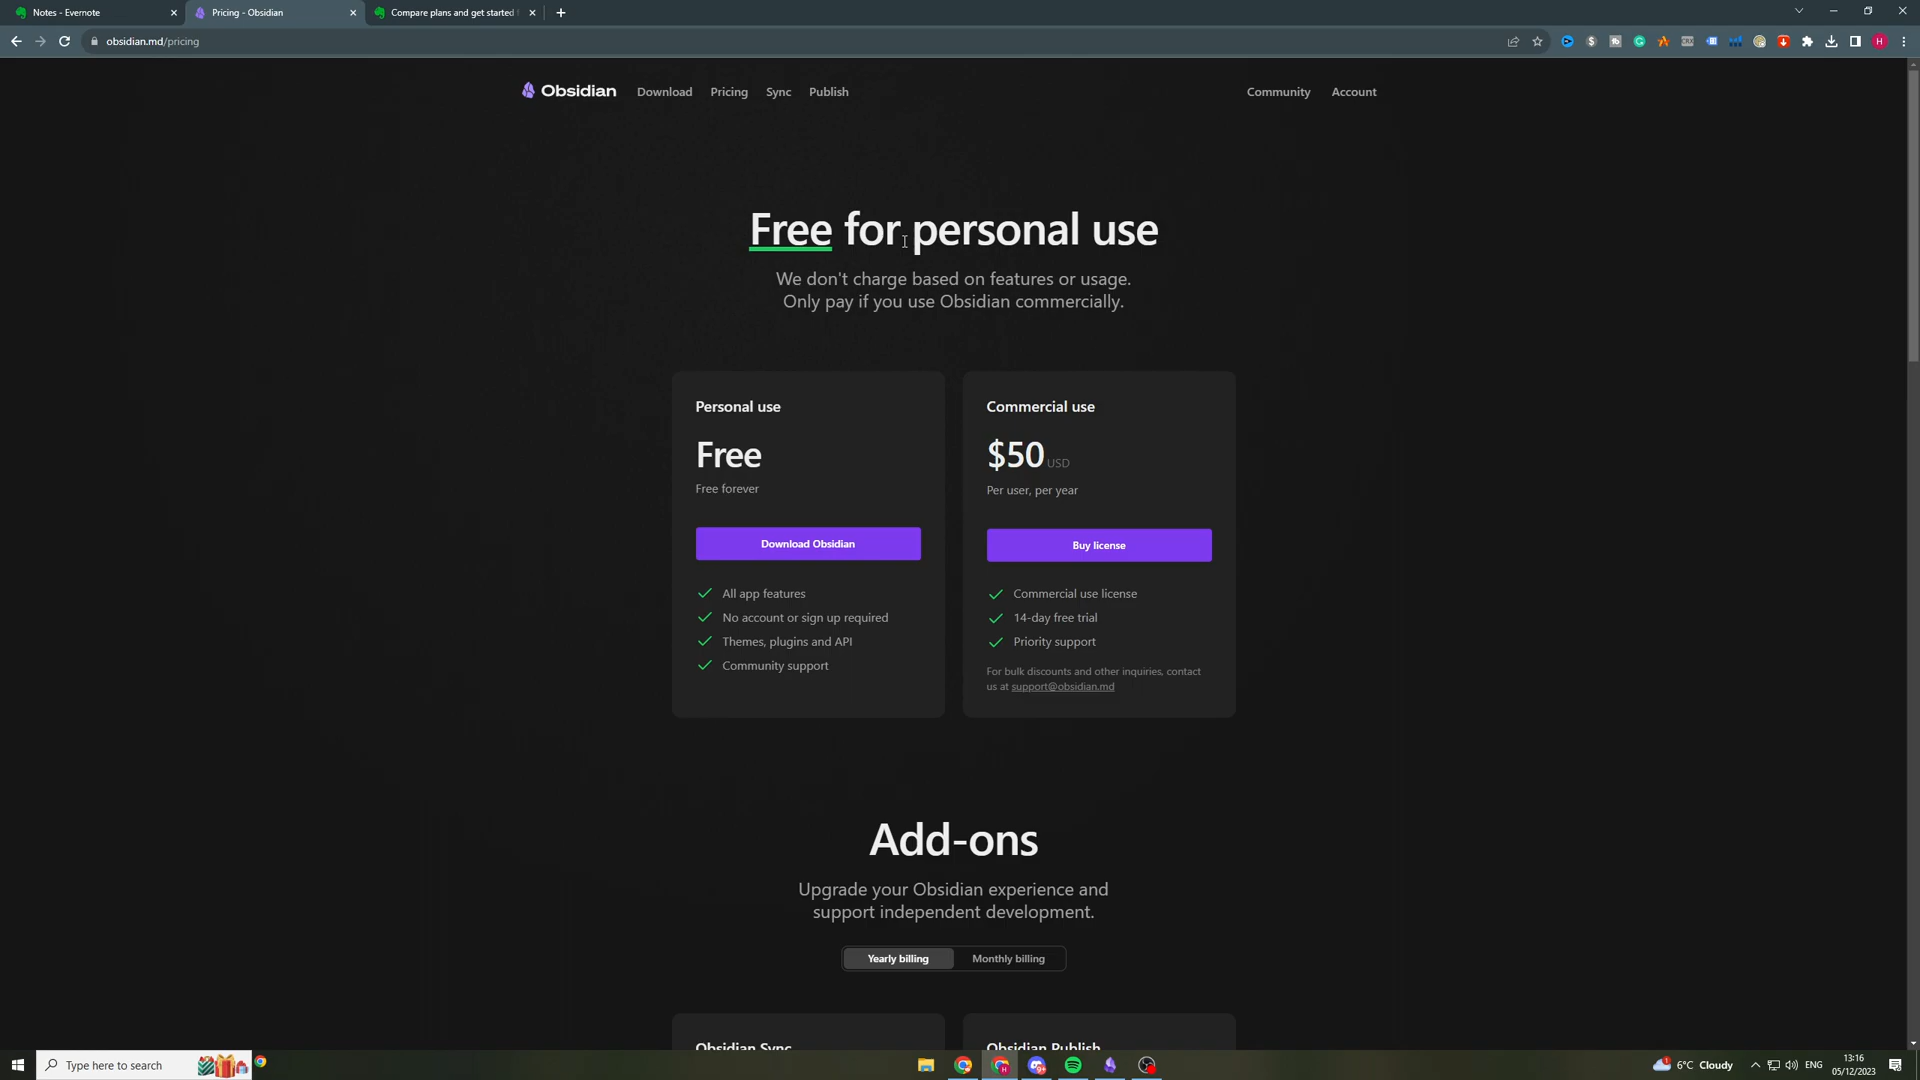 Notes - Evernote
Pricing - Obsidian
Compare plans and get started
obsidian.md/pricing
Obsidian
Download
Pricing
Sync
Publish
Community
Account
Free for personal use
We don't charge based on features or usage.
Only pay if you use Obsidian commercially.
Personal use
Free
Free forever
Download Obsidian
All app features
No account or sign up required
Themes, plugins and API
Community support
Commercial use
$50 USD
Per user, per year
Buy license
Commercial use license
14-day free trial
Priority support
For bulk discounts and other inquiries, contact
us at support@obsidian.md
Add-ons
Upgrade your Obsidian experience and
support independent development.
Yearly billing
Monthly billing
Obsidian Sync
Obsidian Publish
Type here to search
6°C Cloudy
ENG
13:16
05/12/2023